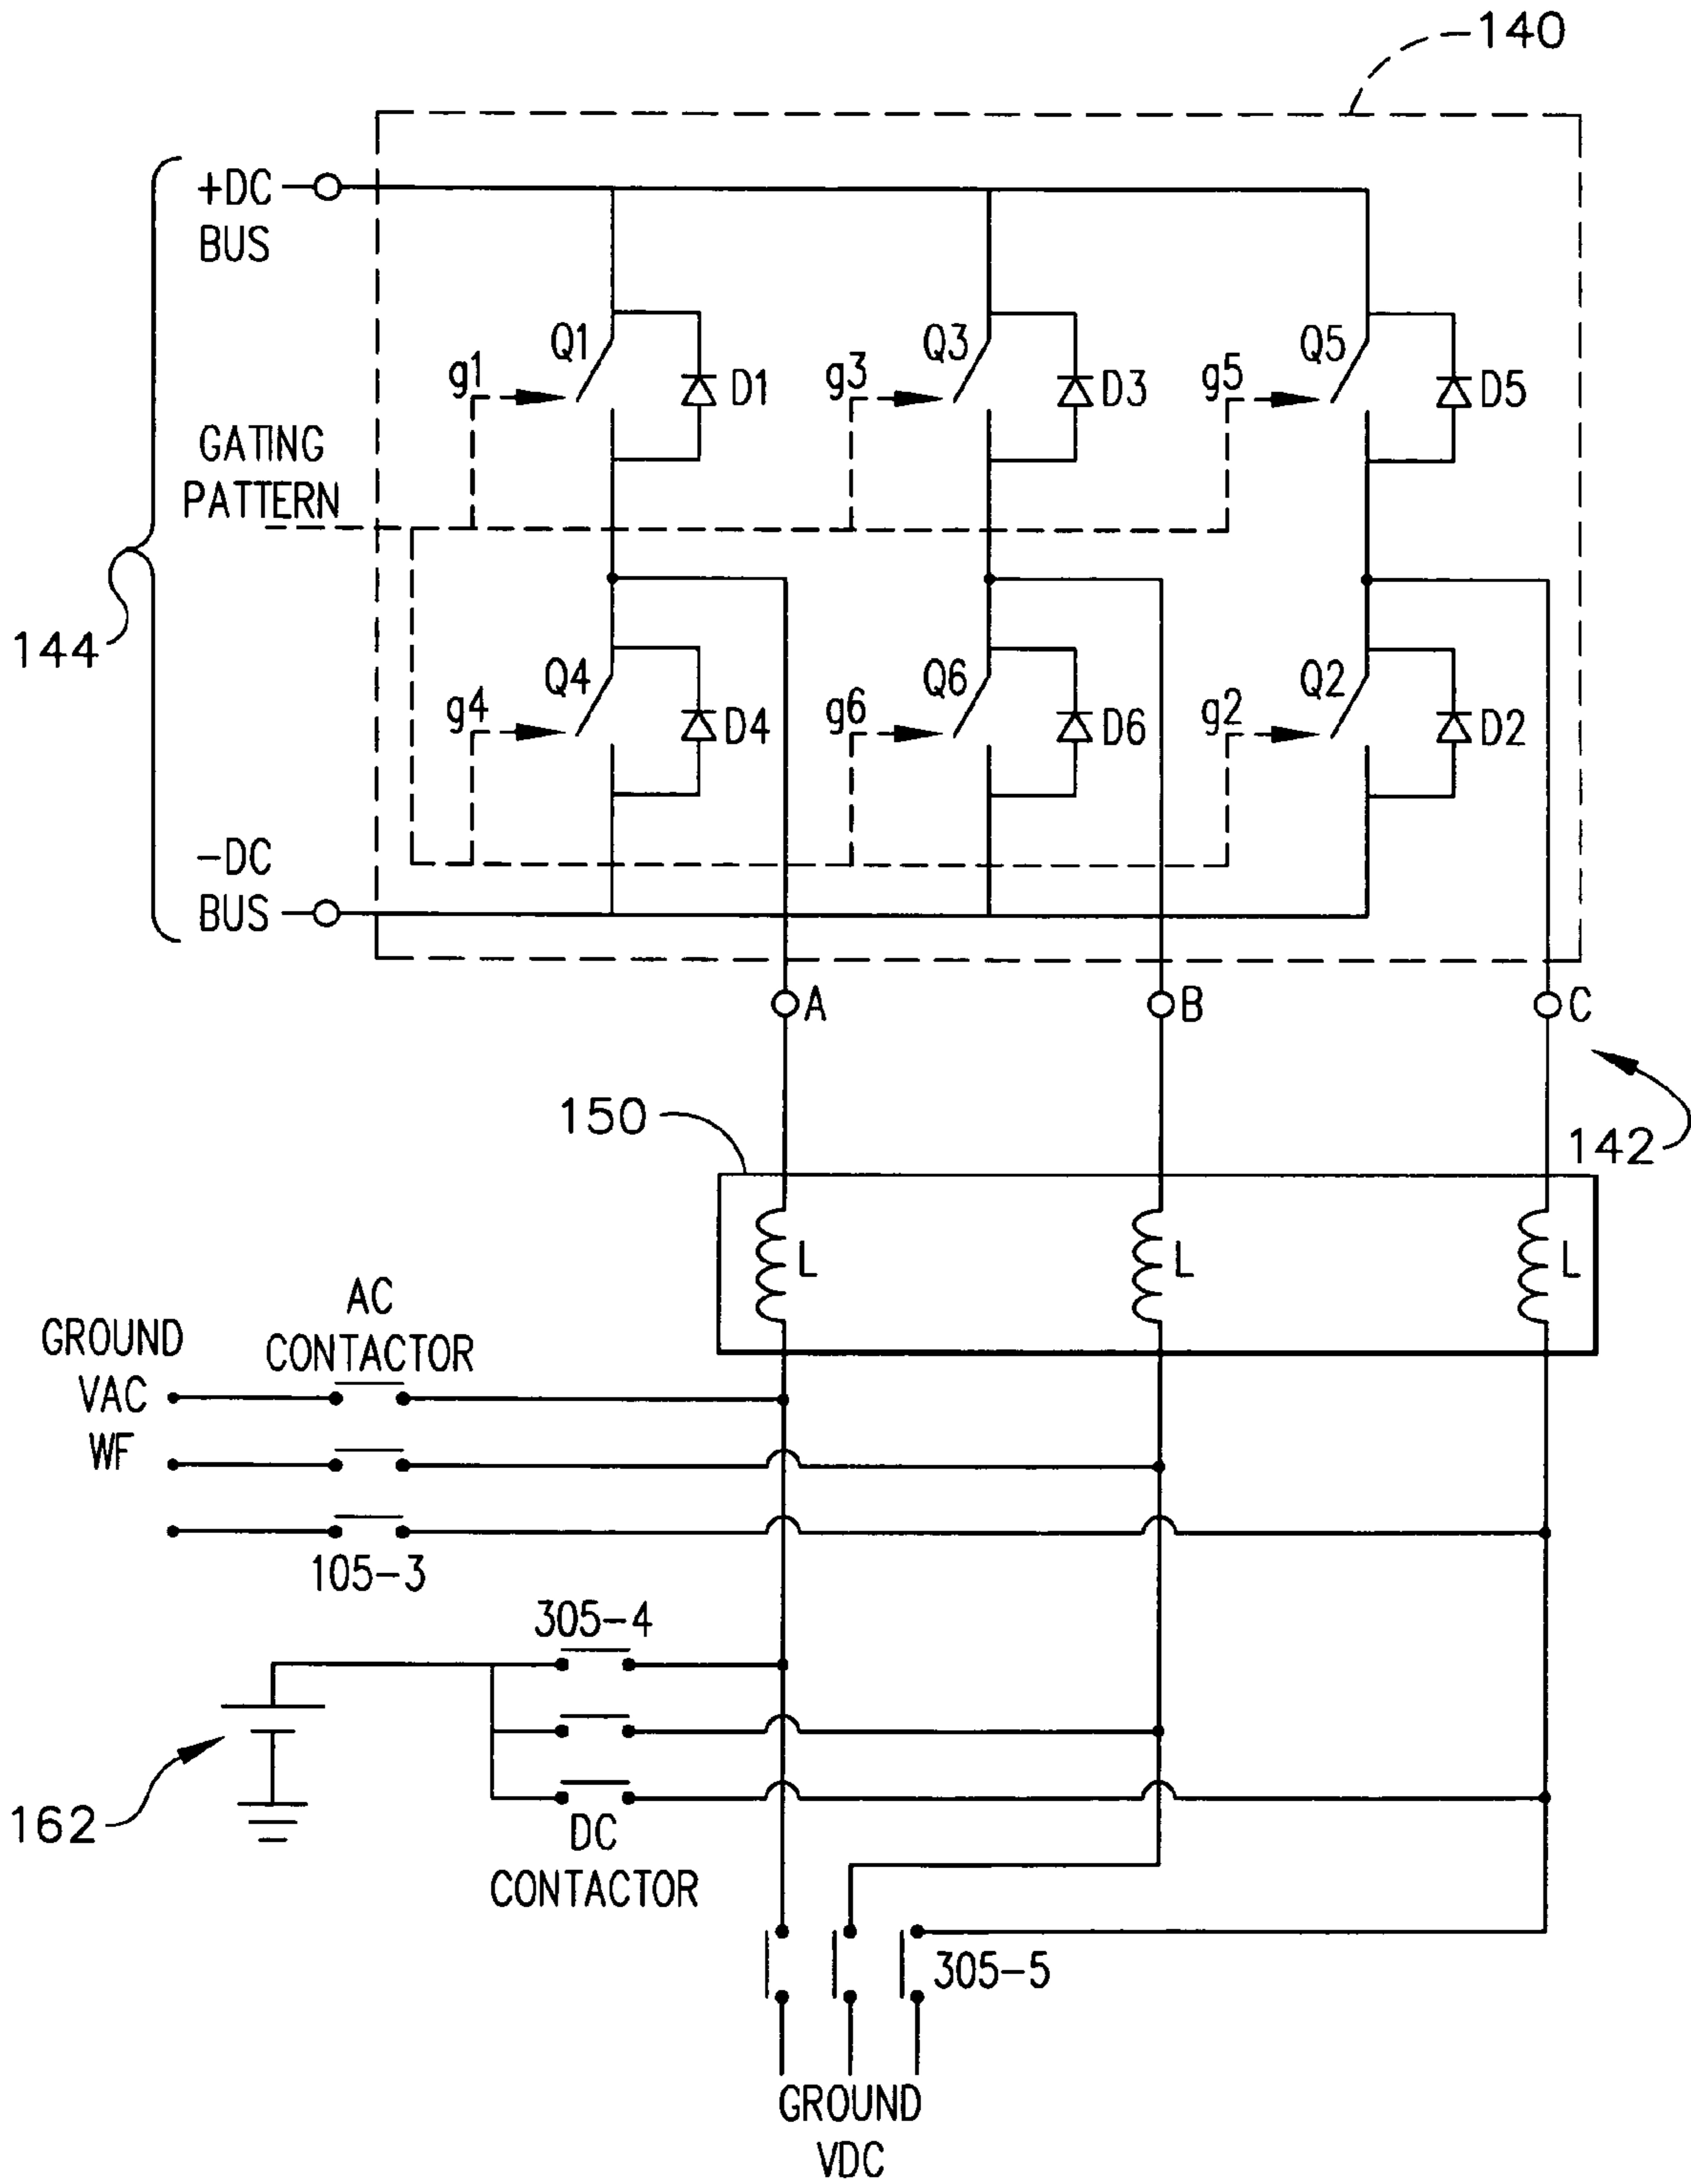 140
+DC
BUS
Q1
Q3
Q5
g1
D1
g3
D3
g5
D5
GATING
PATTERN
144
Q4
Q6
Q2
g4
D4
g6
D6
g2
D2
-DC
BUS
A
B
C
150
142
L
L
L
AC
CONTACTOR
GROUND
VAC
WF
105-3
305-4
162
DC
CONTACTOR
305-5
GROUND
VDC